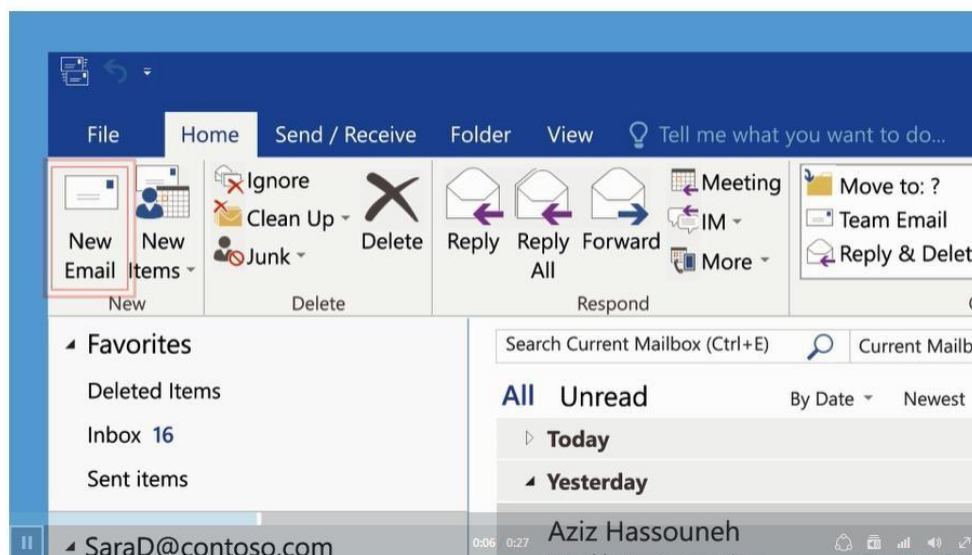 File Home Send / Receive Folder View Tell me what you want to do...
New Email
New Items
New
Ignore
Clean Up
Junk
Delete
Delete
Reply
Reply All
Forward
Meeting
IM
More
Respond
Move to: ?
Team Email
Reply & Delet
Favorites
Deleted Items
Inbox 16
Sent items
SaraD@contoso.com
Search Current Mailbox (Ctrl+E) Current Mailb
All Unread By Date Newest
Today
Yesterday
Aziz Hassouneh
0:06 0:27